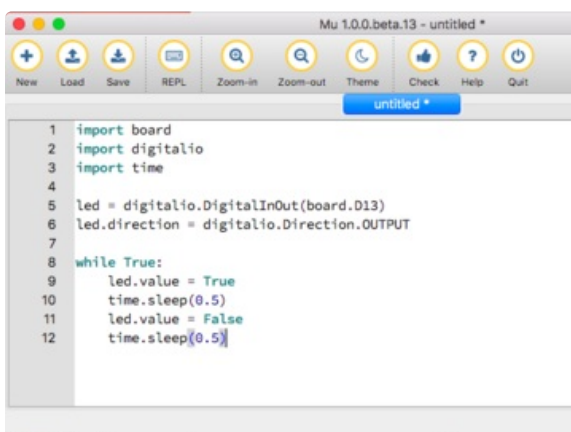 Mu 1.0.0.beta.13 - untitled *
New Load Save REPL Zoom-in Zoom-out Theme Check Help Quit
untitled *
1 import board
2 import digitalio
3 import time
4
5 led = digitalio.DigitalInOut(board.D13)
6 led.direction = digitalio.Direction.OUTPUT
7
8 while True:
9     led.value = True
10     time.sleep(0.5)
11     led.value = False
12     time.sleep(0.5)